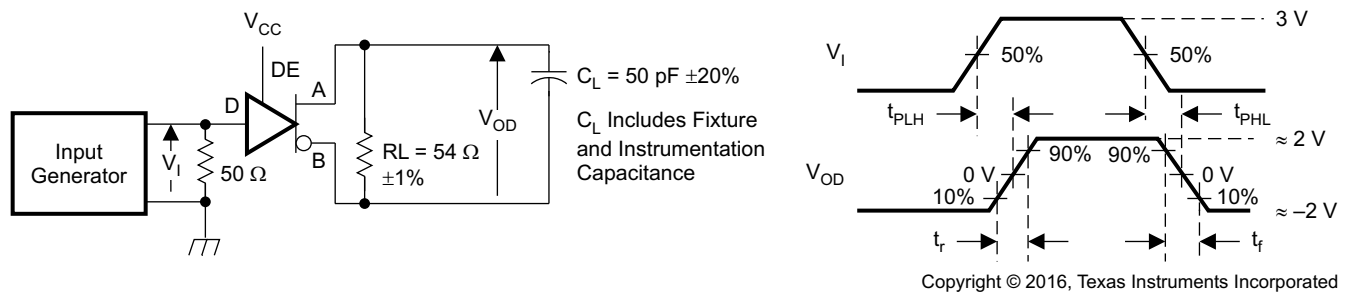 V_CC
DE
A
D
B
Input
Generator
V_I
50 Ω
RL = 54 Ω
±1%
V_OD
C_L = 50 pF ±20%
C_L Includes Fixture
and Instrumentation
Capacitance
3 V
V_I
50%
50%
t_PLH
t_PHL
≈ 2 V
90%
90%
0 V
0 V
V_OD
10%
10%
≈ –2 V
t_r
t_f
Copyright © 2016, Texas Instruments Incorporated